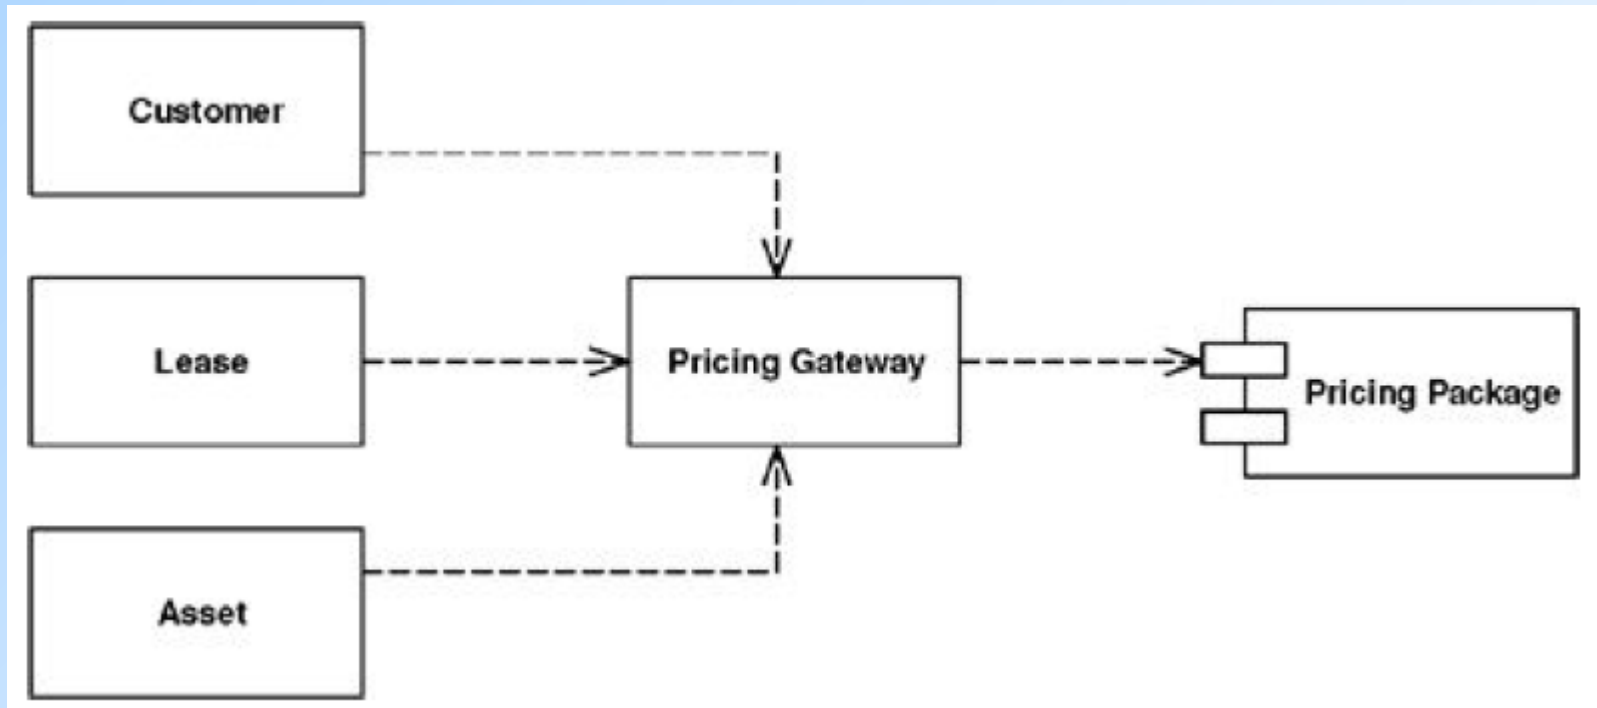 Customer
Lease
Pricing Gateway
Pricing Package
Asset